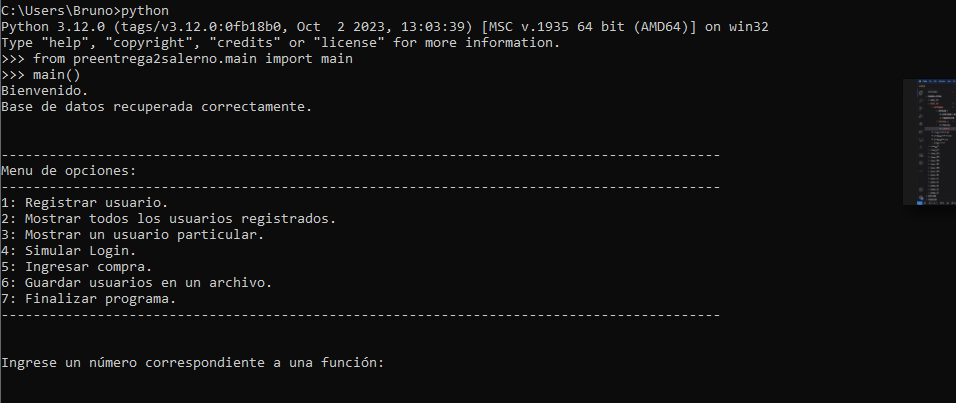 C:\Users\Bruno>python
Python 3.12.0 (tags/v3.12.0:0fb18b0, Oct  2 2023, 13:03:39) [MSC v.1935 64 bit (AMD64)] on win32
Type "help", "copyright", "credits" or "license" for more information.
>>> from preentrega2salerno.main import main
>>> main()
Bienvenido.
Base de datos recuperada correctamente.
------------------------------------------------------------------------------------------
Menu de opciones:
------------------------------------------------------------------------------------------
1: Registrar usuario.
2: Mostrar todos los usuarios registrados.
3: Mostrar un usuario particular.
4: Simular Login.
5: Ingresar compra.
6: Guardar usuarios en un archivo.
7: Finalizar programa.
------------------------------------------------------------------------------------------
Ingrese un número correspondiente a una función: